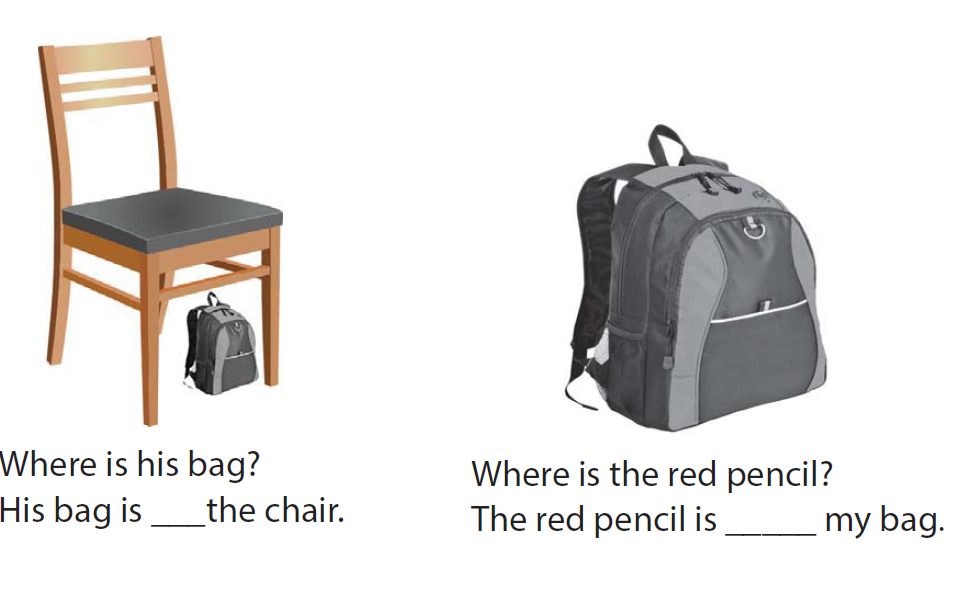 Where is his bag?
His bag is ___the chair.
Where is the red pencil?
The red pencil is _____ my bag.